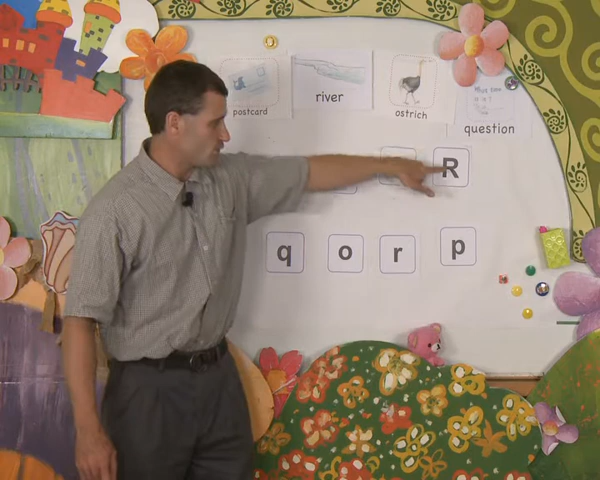 postcard
river
ostrich
question
R
q o r p